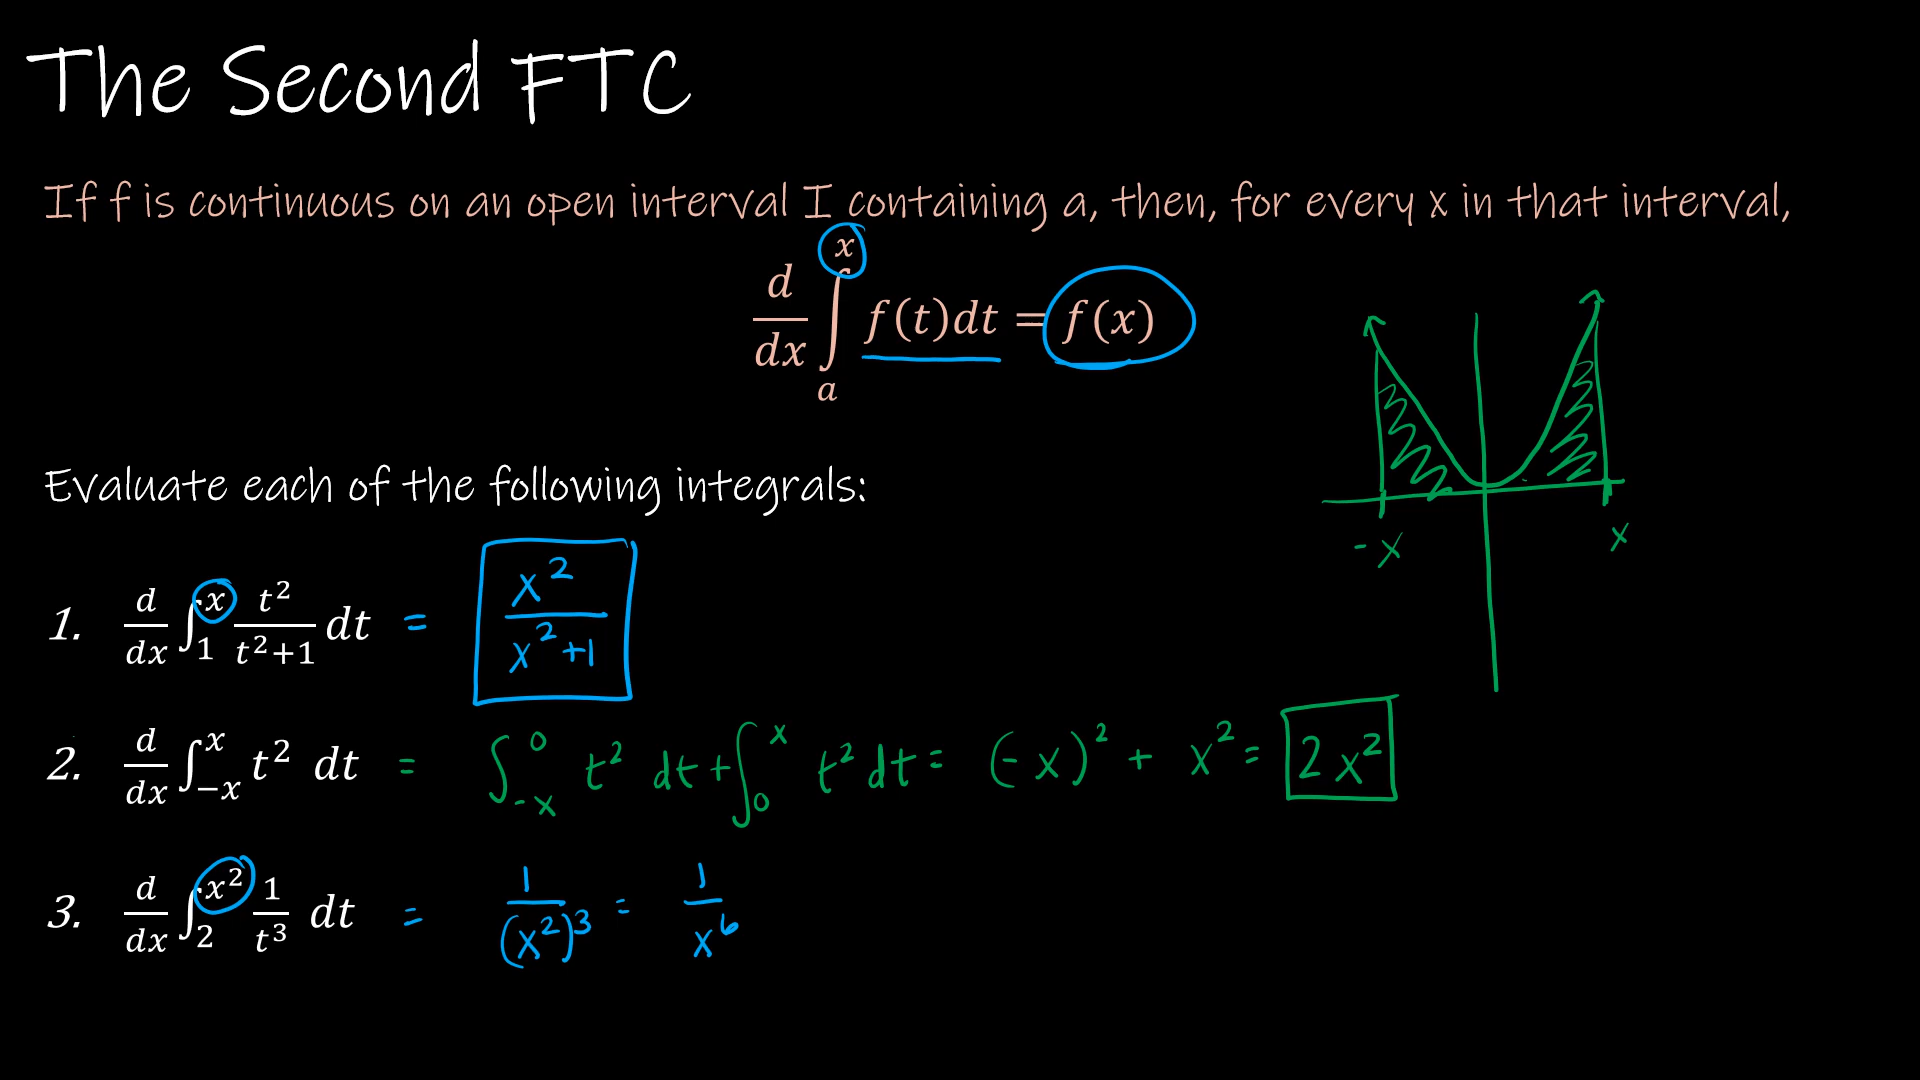 The Second FTC
If f is continuous on an open interval I containing a, then, for every x in that interval,
d/dx ∫_a^x f(t)dt = f(x)
Evaluate each of the following integrals:
-x x
1. d/dx ∫_1^x t²/(t²+1) dt = x²/(x²+1)
2. d/dx ∫_{-x}^x t² dt = ∫_{-x}^0 t² dt + ∫_0^x t² dt = (-x)² + x² = 2x²
3. d/dx ∫_2^{x²} 1/t³ dt = 1/(x²)³ = 1/x⁶